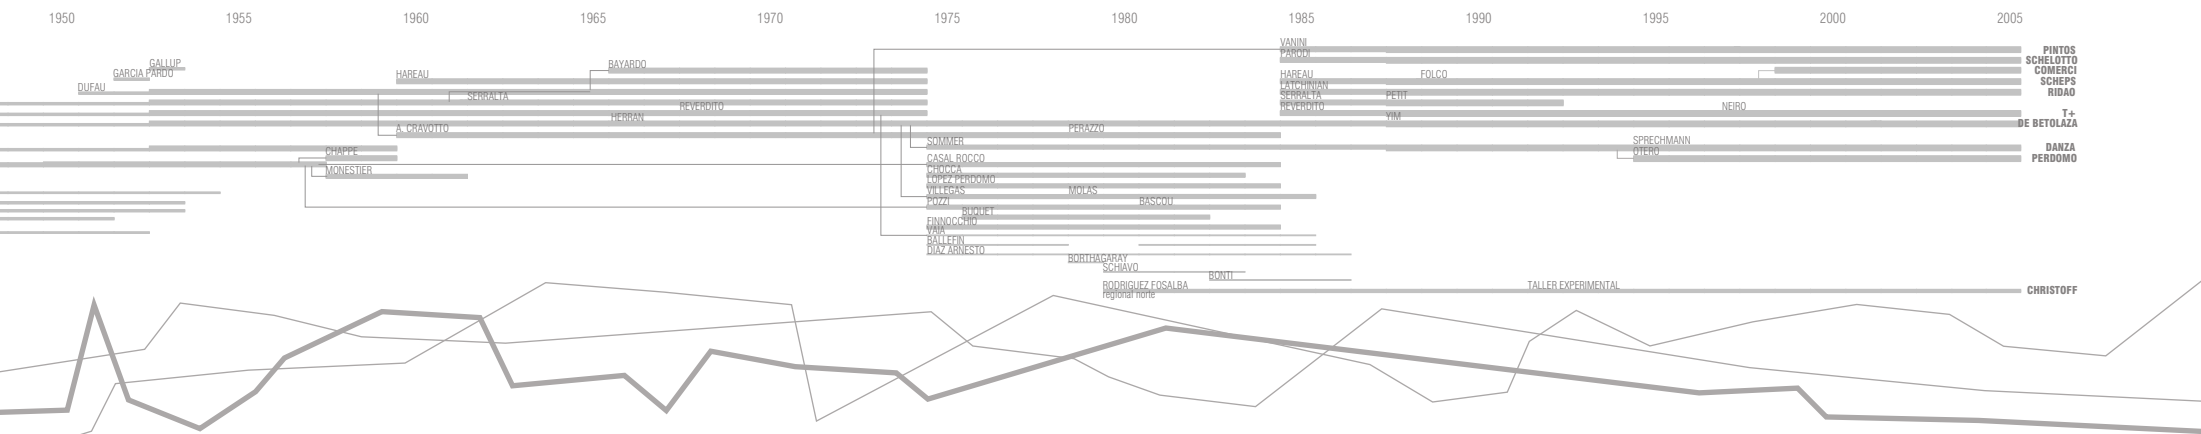 1950 1955 1960 1965 1970 1975 1980 1985 1990 1995 2000 2005
VANINI
PINTOS
PARODI
SCHELOTTO
GALLUP
BAYARDO
COMERCI
GARCIA PARDO
HAREAU
HAREAU
FOLCO
SCHEPS
DUFAU
LATCHINIAN
RIDAO
SERRALTA
SERRALTA
PETIT
REVERDITO
REVERDITO
NEIRO
T+
HERRAN
YIM
DE BETOLAZA
A. CRAVOTTO
PERAZZO
SOMMER
SPRECHMANN
DANZA
CHAPPE
OTERO
PERDOMO
CASAL ROCCO
MONESTIER
CHOCCA
LOPEZ PERDOMO
VILLEGAS
MOLAS
POZZI
BASCOU
BUQUET
FINNOCCHIO
VAIA
BALLEFIN
DIAZ ARNESTO
BORTHAGARAY
SCHIAVO
BONTI
RODRIGUEZ FOSALBA
TALLER EXPERIMENTAL
CHRISTOFF
regional norte